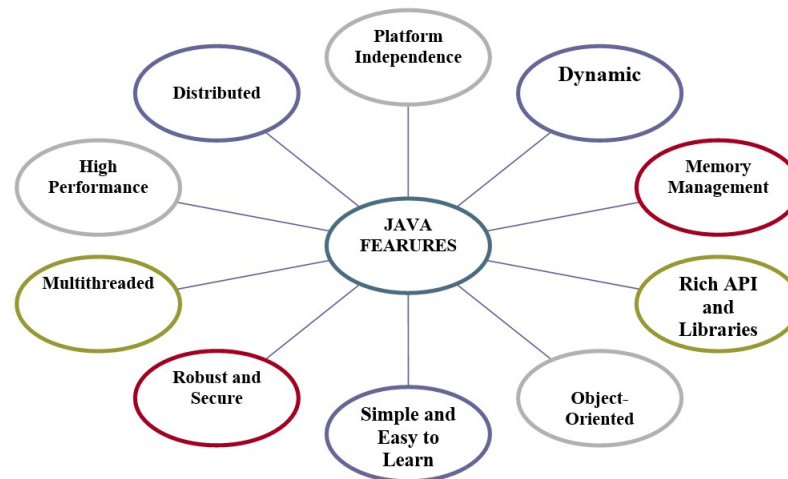 Platform
Independence
Dynamic
Distributed
High
Performance
Memory
Management
JAVA
FEARURES
Multithreaded
Rich API
and
Libraries
Robust and
Secure
Simple and
Easy to
Learn
Object-
Oriented